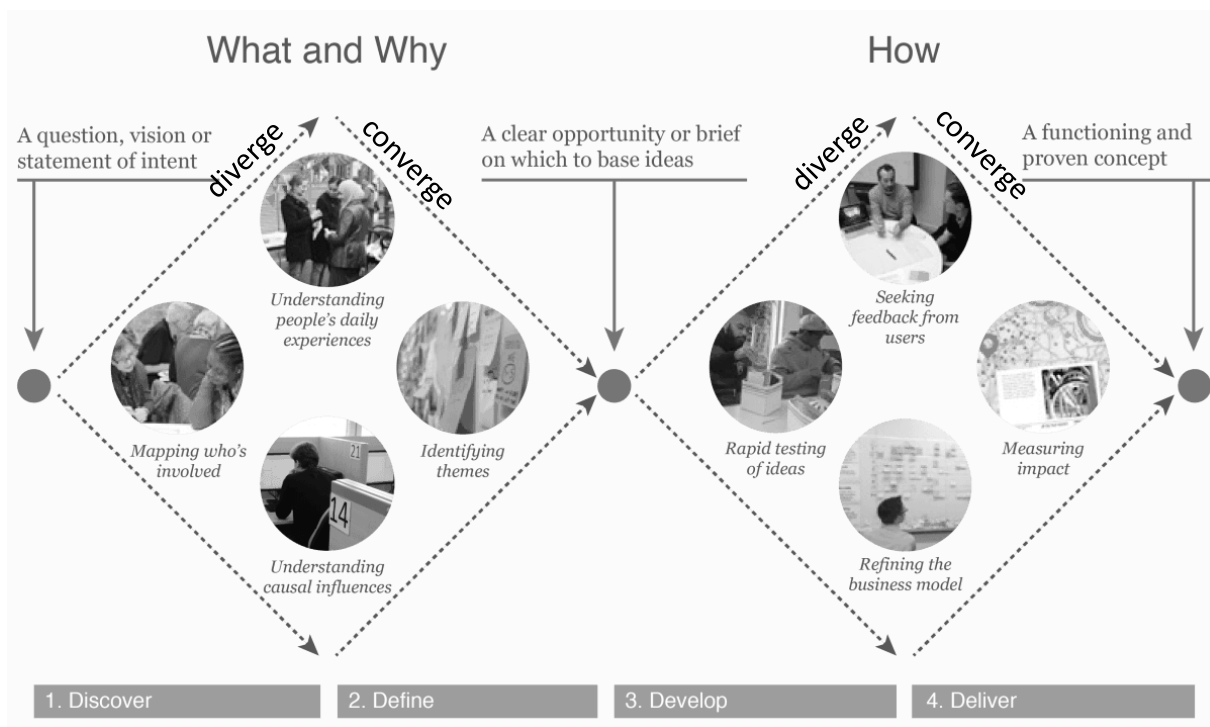 What and Why
How
A question, vision or
statement of intent
diverge
converge
A clear opportunity or brief
on which to base ideas
diverge
converge
A functioning and
proven concept
Understanding
people's daily
experiences
Mapping who's
involved
Identifying
themes
21
14
Understanding
causal influences
Seeking
feedback from
users
Rapid testing
of ideas
Measuring
impact
Refining the
business model
1. Discover
2. Define
3. Develop
4. Deliver